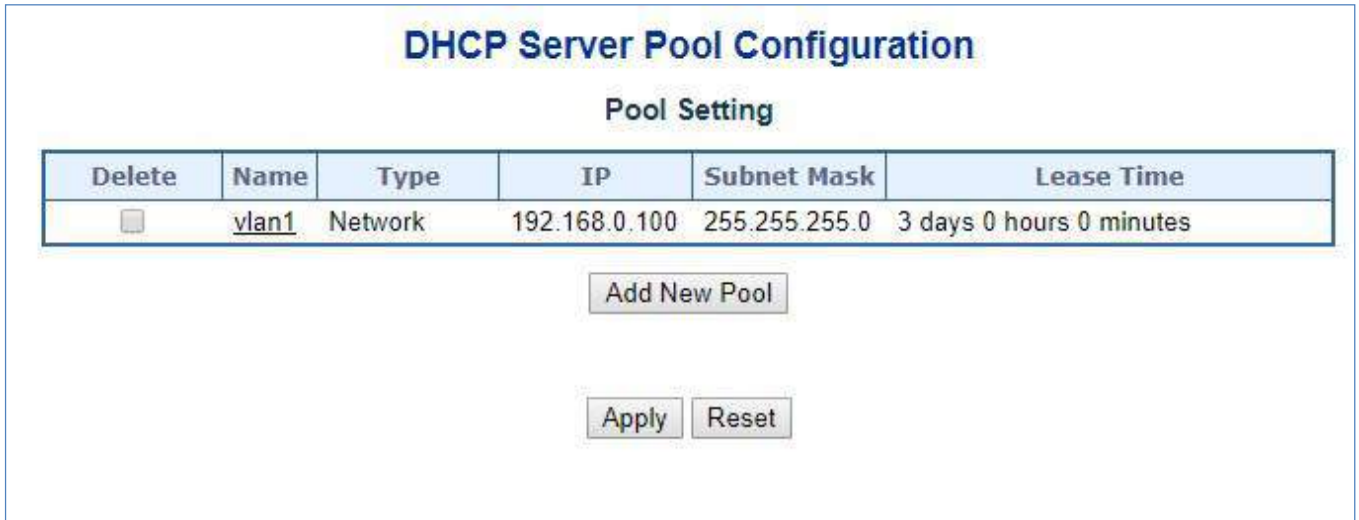 DHCP Server Pool Configuration
Pool Setting
Delete Name Type IP Subnet Mask Lease Time
vlan1 Network 192.168.0.100 255.255.255.0 3 days 0 hours 0 minutes
Add New Pool
Apply Reset